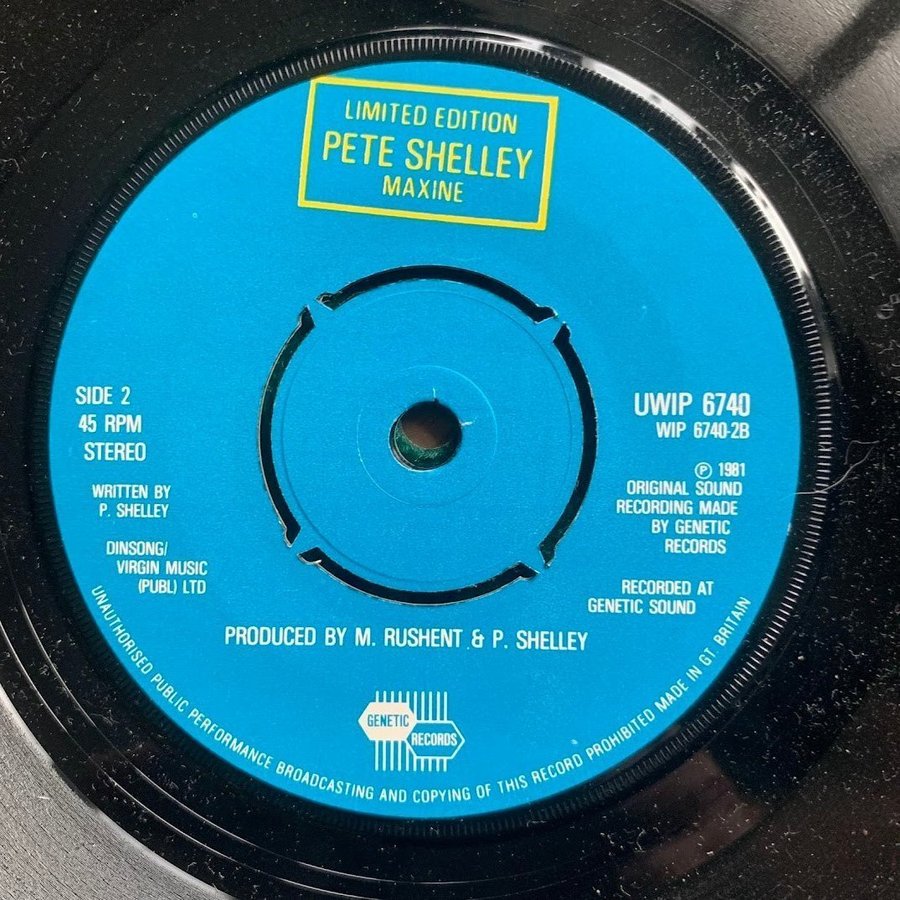 LIMITED EDITION
PETE SHELLEY
MAXINE
SIDE 2
45 RPM
STEREO
WRITTEN BY
P. SHELLEY
DINSONG/
VIRGIN MUSIC
(PUBL) LTD
UWIP 6740
WIP 6740-2B
Ⓟ 1981
ORIGINAL SOUND
RECORDING MADE
BY GENETIC
RECORDS
RECORDED AT
GENETIC SOUND
PRODUCED BY M. RUSHENT & P. SHELLEY
GENETIC
RECORDS
UNAUTHORISED PUBLIC PERFORMANCE BROADCASTING AND COPYING OF THIS RECORD PROHIBITED MADE IN GT BRITAIN